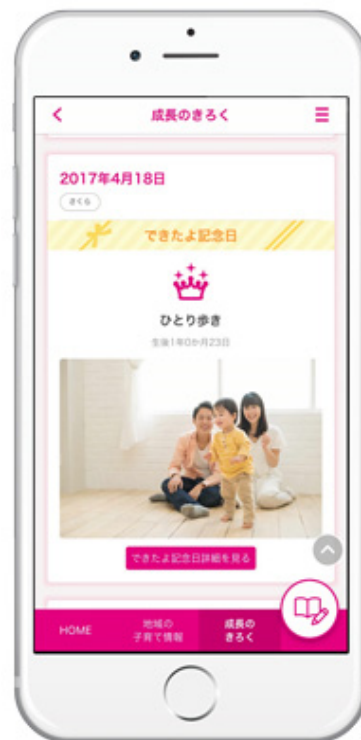 成長のきろく
2017年4月18日
さくら
できたよ記念日
ひとり歩き
生後1年0か月23日
できたよ記念日詳細を見る
HOME
地域の
子育て情報
成長の
きろく